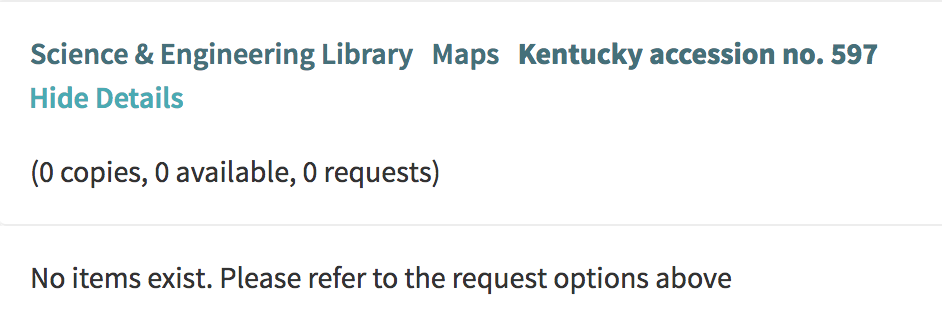 Science & Engineering Library Maps Kentucky accession no. 597
Hide Details
(0 copies, 0 available, 0 requests)
No items exist. Please refer to the request options above